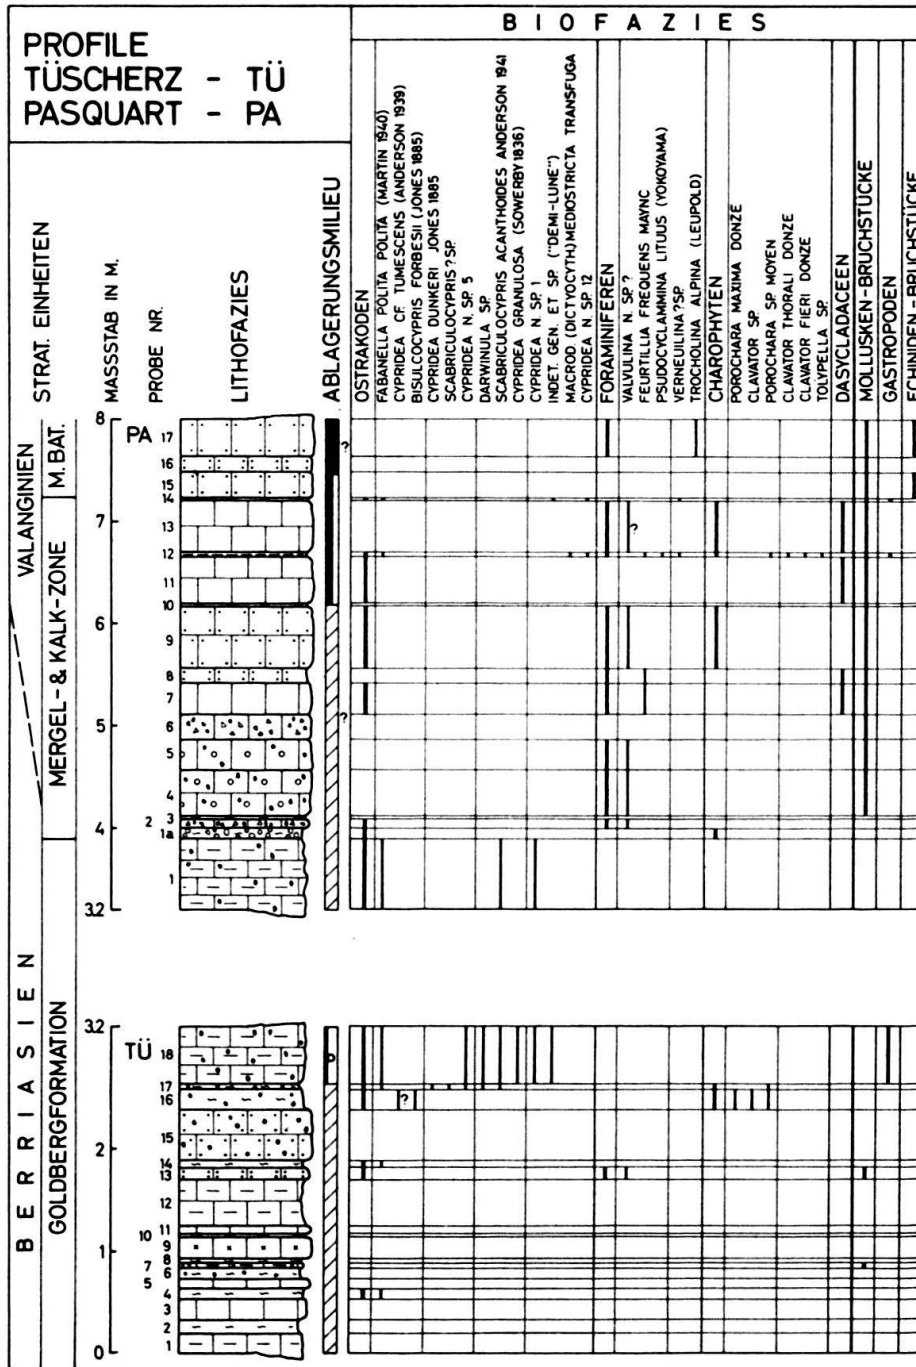 PROFILE
TÜSCHERZ - TÜ
PASQUART - PA
BIOFAZIES
STRAT. EINHEITEN
MASSSTAB IN M.
PROBE NR.
LITHOFAZIES
ABLAGERUNGSMILIEU
OSTRAKODEN
FABANELLA POLITA POLITA (MARTIN 1940)
CYPRIDEA CF. TUMESCENS (ANDERSON 1939)
BISULCOCYPRIS FORBESII (JONES 1885)
CYPRIDEA DUNKERI JONES 1885
SCABRICULOCYPRIS ? SP.
CYPRIDEA N. SP. 5
DARWINULA SP.
SCABRICULOCYPRIS ACANTHOIDES ANDERSON 1941
CYPRIDEA GRANULOSA (SOWERBY 1836)
CYPRIDEA N. SP. 1
INDET. GEN. ET SP. ("DEMI-LUNE")
MACROD. (DICTYOCYTH.) MEDIOSTRICTA TRANSFUGA
CYPRIDEA N. SP. 12
FORAMINIFEREN
VALVULINA N. SP. ?
FEURTILLIA FREQUENS MAYNC
PSUDOCYCLAMMINA LITUUS (YOKOYAMA)
VERNEUILINA ? SP.
TROCHOLINA ALPINA (LEUPOLD)
CHAROPHYTEN
POROCHARA MAXIMA DONZE
CLAVATOR SP.
POROCHARA SP. MOYEN
CLAVATOR THORALI DONZE
CLAVATOR FIERI DONZE
TOLYPELLA SP.
DASYCLADACEEN
MOLLUSKEN-BRUCHSTÜCKE
GASTROPODEN
ECHINIDEN-BRUCHSTÜCKE
VALANGINIEN
M. BAT.
MERGEL- & KALK-ZONE
BERRIASIEN
GOLDBERGFORMATION
8
PA
17
?
16
15
14
7
13
?
12
11
10
6
9
8
7
5
6
?
5
4
2
3
4
1a
1
3.2
3.2
TÜ
18
17
16
?
15
2
14
13
12
11
10
9
1
8
7
6
5
4
3
2
0
1